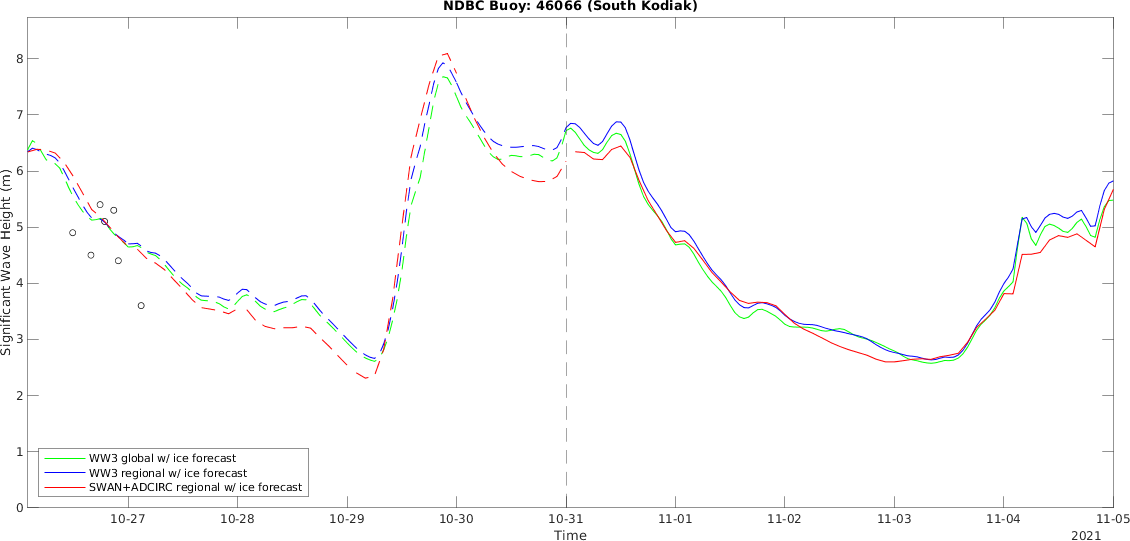 NDBC Buoy: 46066 (South Kodiak)
Significant Wave Height (m)
8
7
6
5
4
3
2
1
0
WW3 global w/ ice forecast
WW3 regional w/ ice forecast
SWAN+ADCIRC regional w/ ice forecast
10-27 10-28 10-29 10-30 10-31 11-01 11-02 11-03 11-04 11-05
Time
2021